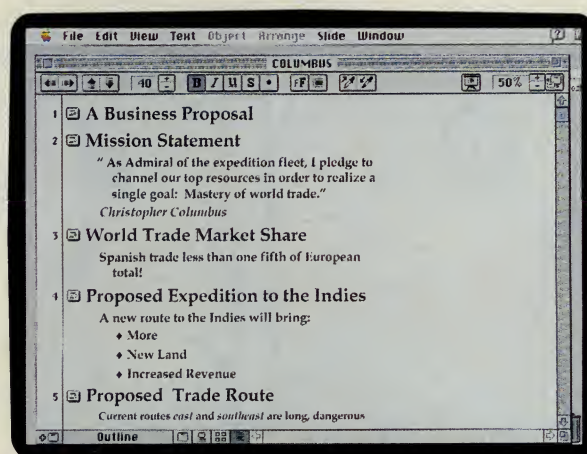 File Edit View Text Object Arrange Slide Window
COLUMBUS
40 B I U S 50%
1 A Business Proposal
2 Mission Statement
“ As Admiral of the expedition fleet, I pledge to
channel our top resources in order to realize a
single goal: Mastery of world trade.”
Christopher Columbus
3 World Trade Market Share
Spanish trade less than one fifth of European
total!
4 Proposed Expedition to the Indies
A new route to the Indies will bring:
♦ More
♦ New Land
♦ Increased Revenue
5 Proposed Trade Route
Current routes east and southeast are long, dangerous
Outline